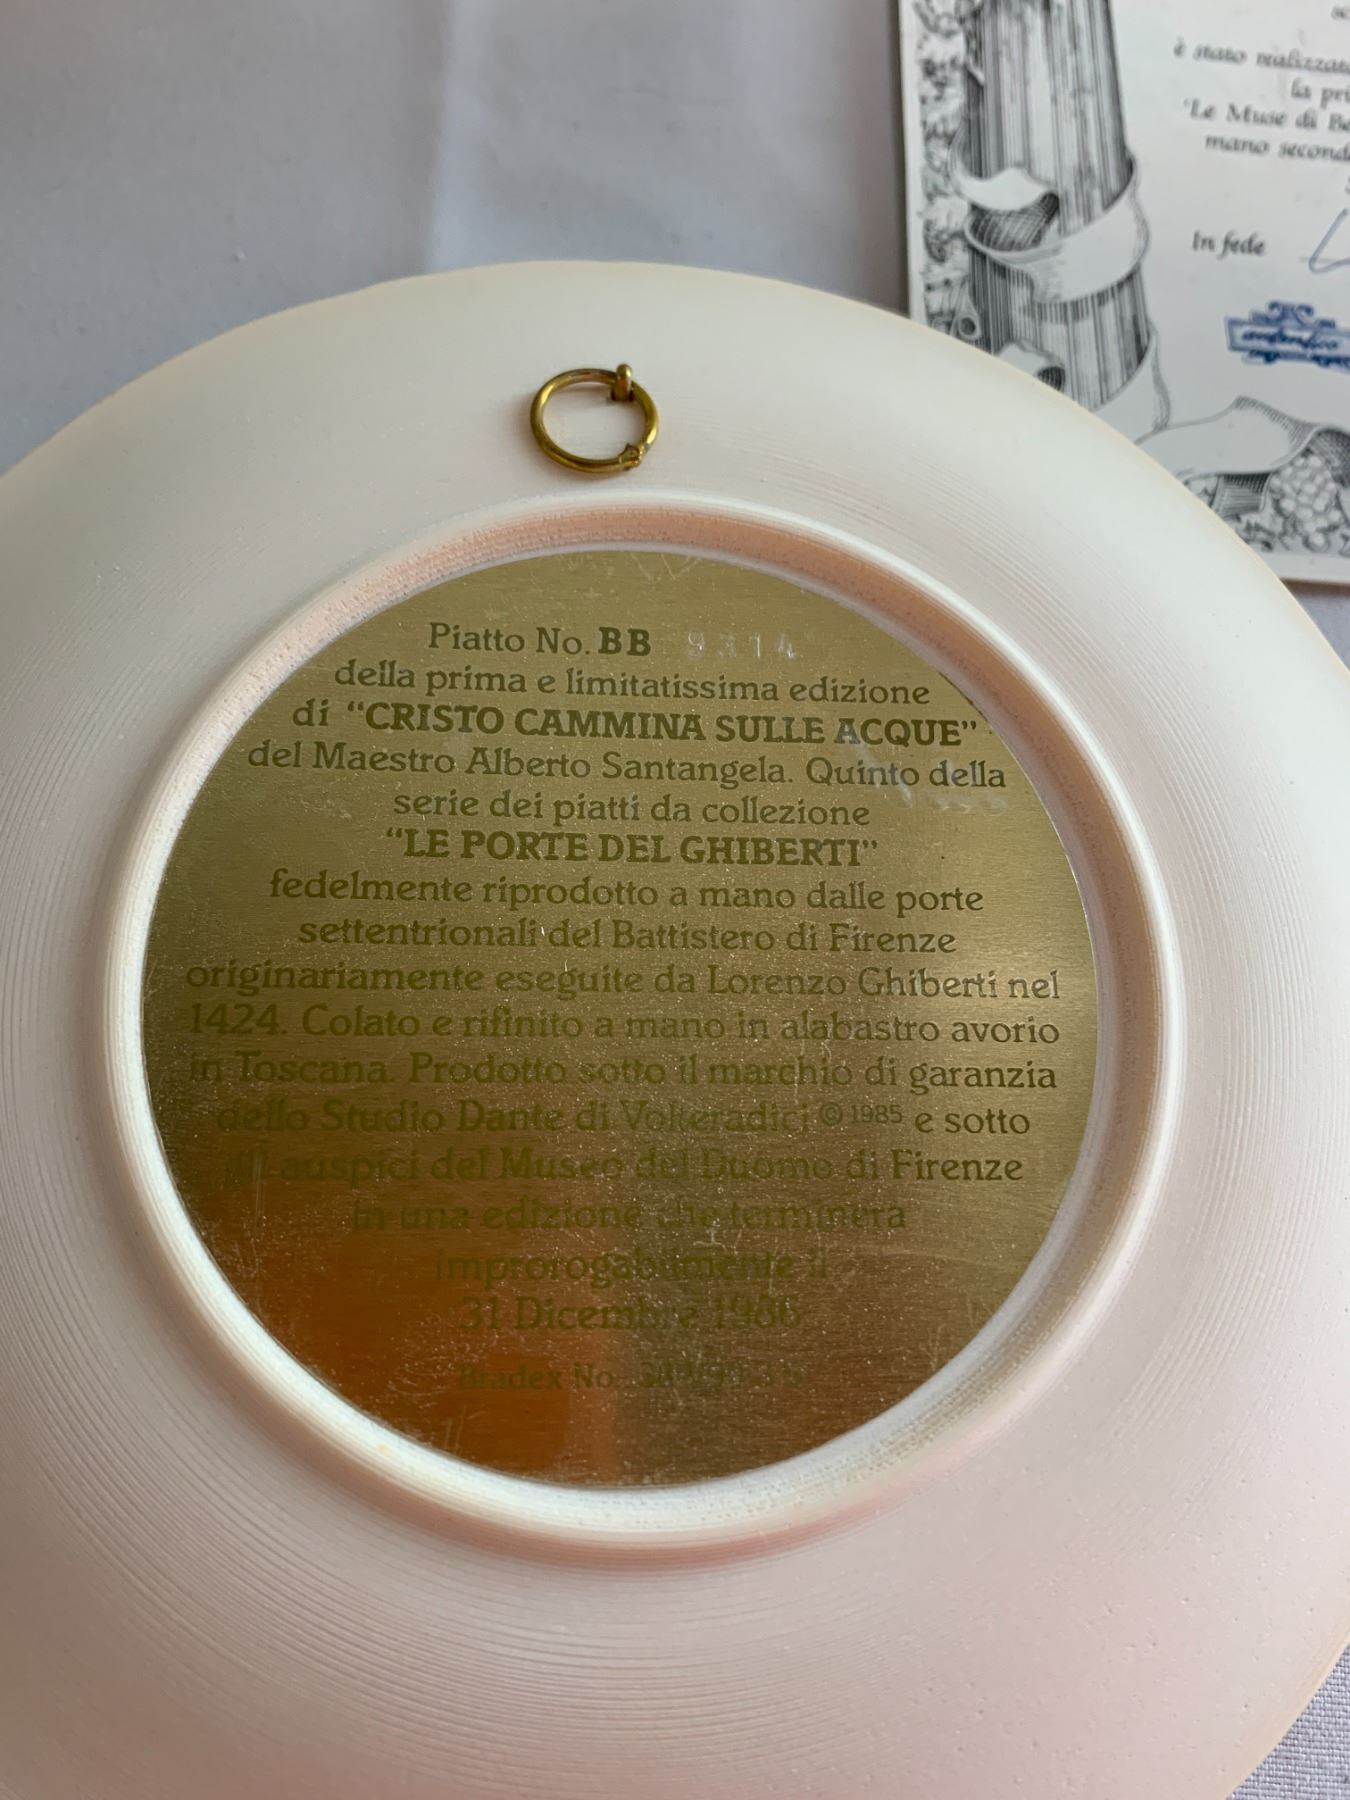 è stato realizzato
la pri
"Le Muse di Be
mano second
In fede
Piatto No. BB 9314
della prima e limitatissima edizione
di "CRISTO CAMMINA SULLE ACQUE"
del Maestro Alberto Santangela. Quinto della
serie dei piatti da collezione
"LE PORTE DEL GHIBERTI"
fedelmente riprodotto a mano dalle porte
settentrionali del Battistero di Firenze
originariamente eseguite da Lorenzo Ghiberti nel
1424. Colato e rifinito a mano in alabastro avorio
in Toscana. Prodotto sotto il marchio di garanzia
dello Studio Dante di Volteradici © 1985 e sotto
gli auspici del Museo del Duomo di Firenze
in una edizione che terminera
improrogabilmente il
31 Dicembre 1986
Bradex No.